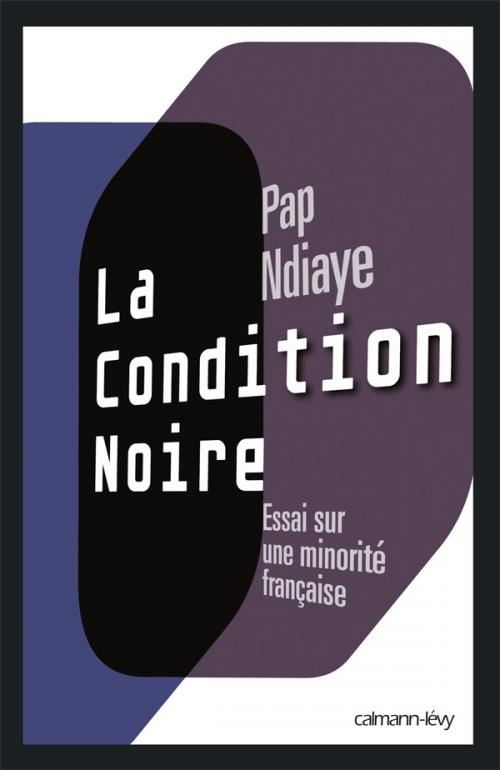 Pap
Ndiaye
La
Condition
Noire
Essai sur
une minorité
française
calmann-lévy